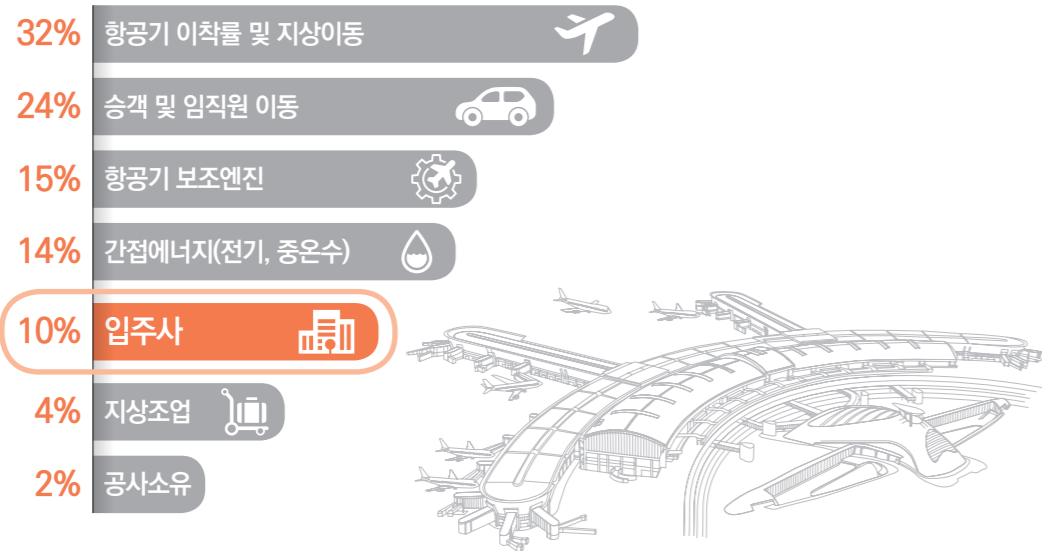 32% 항공기 이착률 및 지상이동
24% 승객 및 임직원 이동
15% 항공기 보조엔진
14% 간접에너지(전기, 중온수)
10% 입주사
4% 지상조업
2% 공사소유